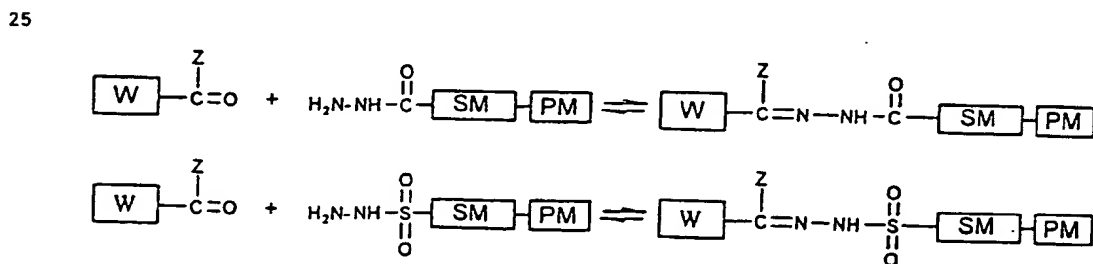 25
Z
W C=O + H₂N-NH C SM PM W C=N NH C SM PM
O O
Z
W C=O + H₂N-NH S SM PM W C=N NH S SM PM
O O
O O